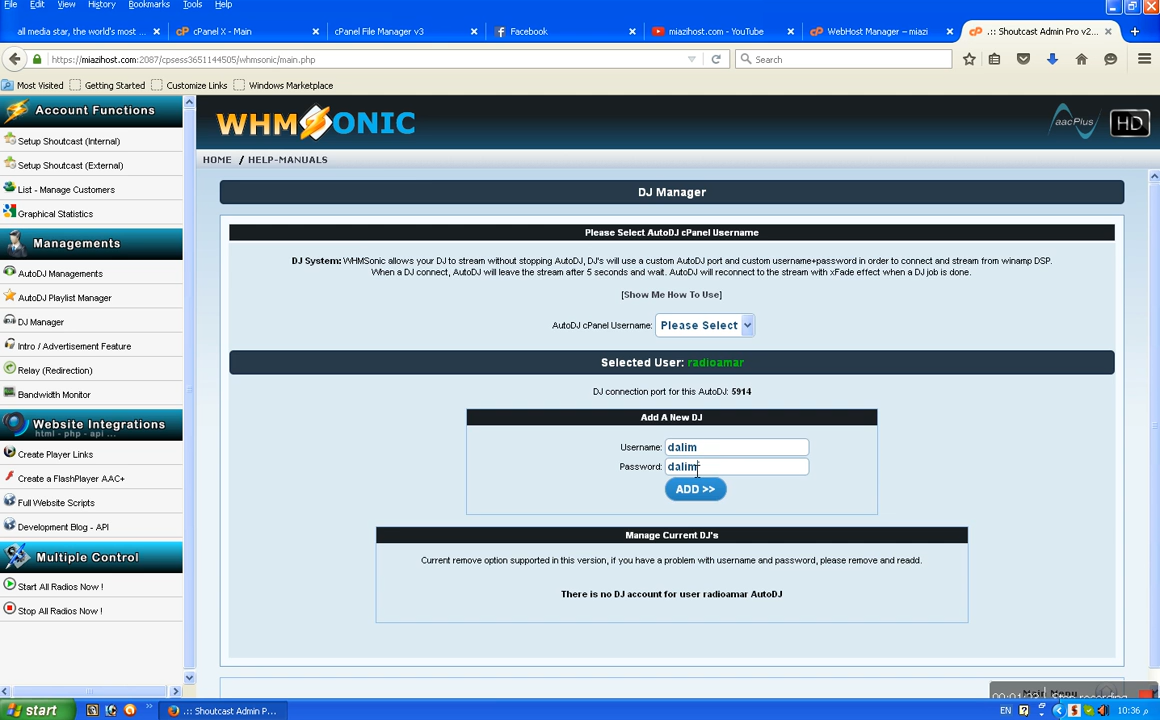 File Edit View History Bookmarks Tools Help
all media star, the world's most ... cPanel X - Main cPanel File Manager v3 Facebook miazihost.com - YouTube WebHost Manager – miazi .:: Shoutcast Admin Pro v2...
https://miazihost.com:2087/cpsess3651144505/whmsonic/main.php Search
Most Visited Getting Started Customize Links Windows Marketplace
Account Functions
Setup Shoutcast (Internal)
Setup Shoutcast (External)
List - Manage Customers
Graphical Statistics
Managements
AutoDJ Managements
AutoDJ Playlist Manager
DJ Manager
Intro / Advertisement Feature
Relay (Redirection)
Bandwidth Monitor
Website Integrations
html - php - api ...
Create Player Links
Create a FlashPlayer AAC+
Full Website Scripts
Development Blog - API
Multiple Control
Start All Radios Now !
Stop All Radios Now !
WHMSONIC
aacPlus HD
HOME / HELP-MANUALS
DJ Manager
Please Select AutoDJ cPanel Username
DJ System: WHMSonic allows your DJ to stream without stopping AutoDJ, DJ's will use a custom AutoDJ port and custom username+password in order to connect and stream from winamp DSP.
When a DJ connect, AutoDJ will leave the stream after 5 seconds and wait. AutoDJ will reconnect to the stream with xFade effect when a DJ job is done.
[Show Me How To Use]
AutoDJ cPanel Username: Please Select
Selected User: radioamar
DJ connection port for this AutoDJ: 5914
Add A New DJ
Username: dalim
Password: dalim
ADD >>
Manage Current DJ's
Current remove option supported in this version, if you have a problem with username and password, please remove and readd.
There is no DJ account for user radioamar AutoDJ
start .:: Shoutcast Admin P... EN 10:36 م